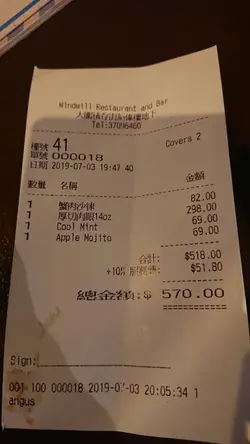 Windmill Restaurant and Bar
Tel:37096460
檯號 41
Covers 2
單號 000018
日期 2019-07-03 19:47:40
數量 名稱 金額
1 蟹肉沙律 82.00
1 厚切肉眼14oz 298.00
1 Cool Mint 69.00
1 Apple Mojito 69.00
合計: $518.00
+10% 服務費: $51.80
$: 570.00
Sign:
001 100 000018 2019-07-03 20:05:34 1
angus